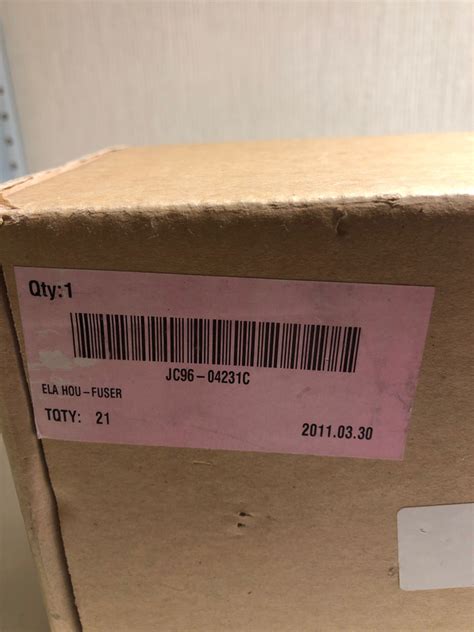 Qty:1
JC96-04231C
ELA HOU-FUSER
TQTY: 21
2011.03.30